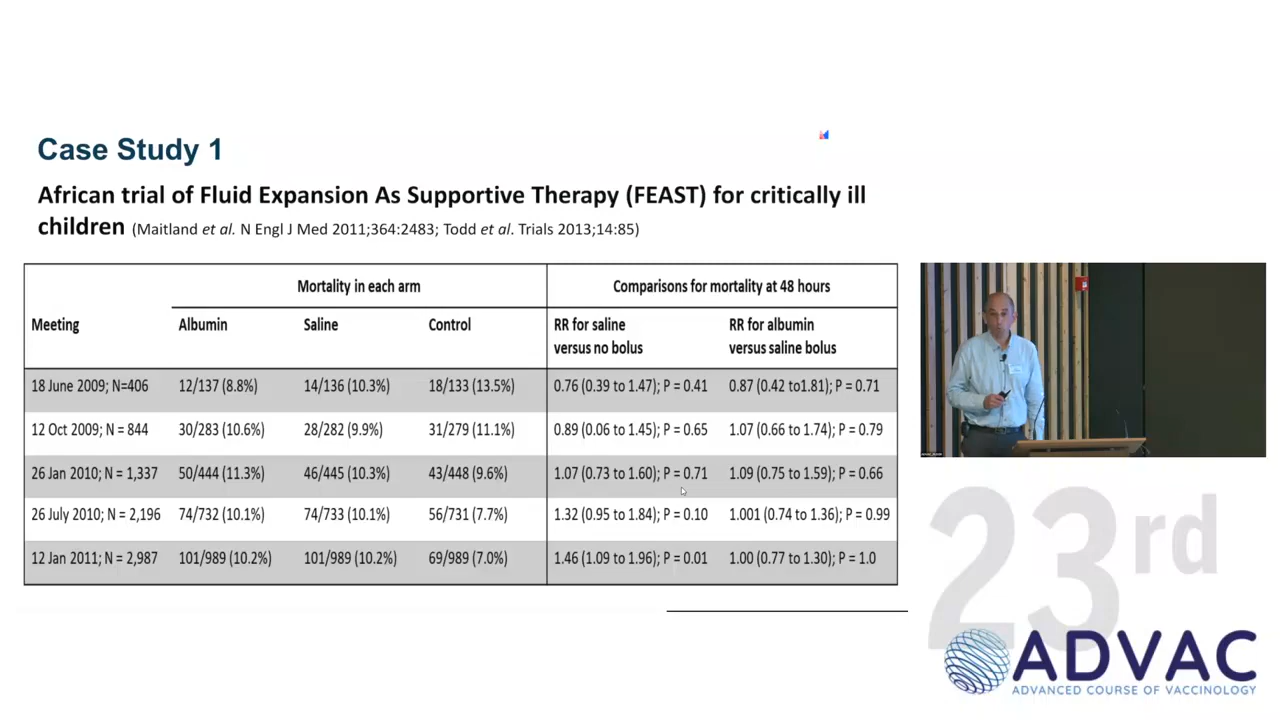 Case Study 1
African trial of Fluid Expansion As Supportive Therapy (FEAST) for critically ill
children (Maitland et al. N Engl J Med 2011;364:2483; Todd et al. Trials 2013;14:85)
Mortality in each arm Comparisons for mortality at 48 hours
Meeting Albumin Saline Control RR for saline RR for albumin
versus no bolus versus saline bolus
18 June 2009; N=406 12/137 (8.8%) 14/136 (10.3%) 18/133 (13.5%) 0.76 (0.39 to 1.47); P = 0.41 0.87 (0.42 to1.81); P = 0.71
12 Oct 2009; N = 844 30/283 (10.6%) 28/282 (9.9%) 31/279 (11.1%) 0.89 (0.06 to 1.45); P = 0.65 1.07 (0.66 to 1.74); P = 0.79
26 Jan 2010; N = 1,337 50/444 (11.3%) 46/445 (10.3%) 43/448 (9.6%) 1.07 (0.73 to 1.60); P = 0.71 1.09 (0.75 to 1.59); P = 0.66
26 July 2010; N = 2,196 74/732 (10.1%) 74/733 (10.1%) 56/731 (7.7%) 1.32 (0.95 to 1.84); P = 0.10 1.001 (0.74 to 1.36); P = 0.99
12 Jan 2011; N = 2,987 101/989 (10.2%) 101/989 (10.2%) 69/989 (7.0%) 1.46 (1.09 to 1.96); P = 0.01 1.00 (0.77 to 1.30); P = 1.0
23rd
ADVAC
ADVANCED COURSE OF VACCINOLOGY